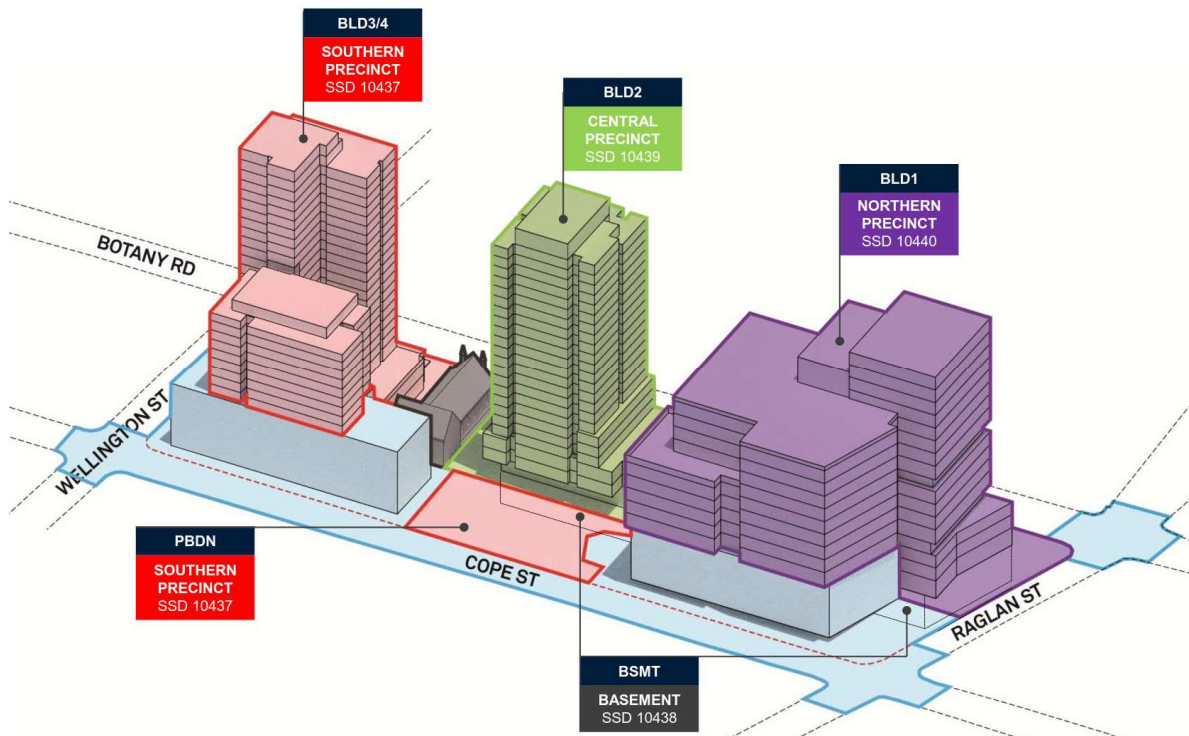 BLD3/4
SOUTHERN
PRECINCT
SSD 10437
BLD2
CENTRAL
PRECINCT
SSD 10439
BLD1
NORTHERN
PRECINCT
SSD 10440
BOTANY RD
WELLINGTON ST
PBDN
SOUTHERN
PRECINCT
SSD 10437
COPE ST
RAGLAN ST
BSMT
BASEMENT
SSD 10438